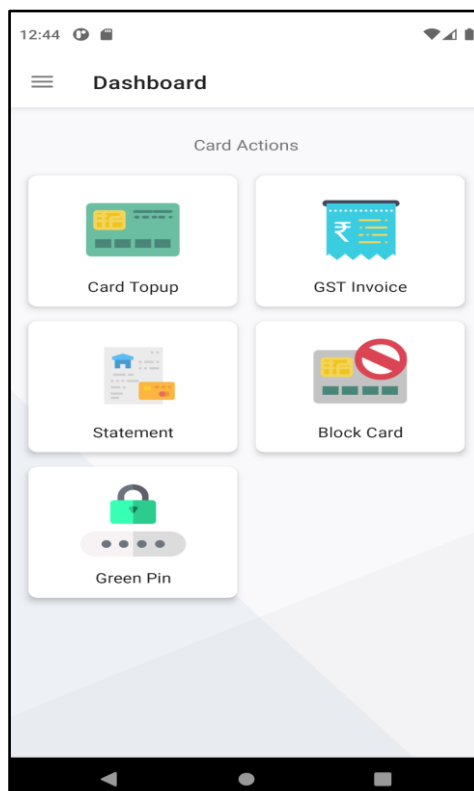 12:44
Dashboard
Card Actions
Card Topup
GST Invoice
₹
Statement
Block Card
Green Pin